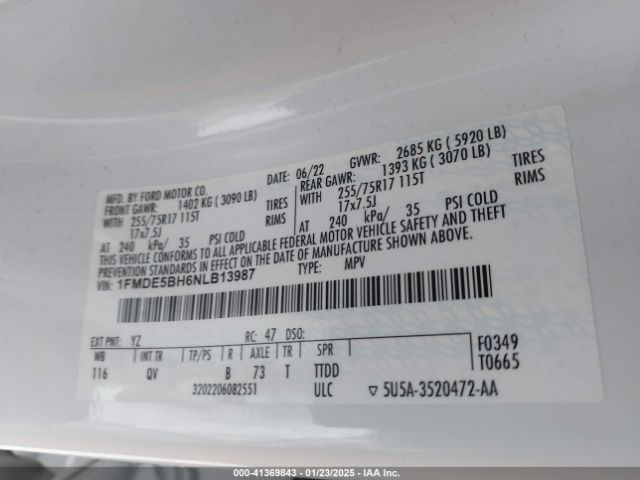 DATE: 06/22 GVWR: 2685 KG ( 5920 LB)
MFD. BY FORD MOTOR CO.
FRONT GAWR: 1402 KG ( 3090 LB) REAR GAWR: 1393 KG ( 3070 LB)
WITH 255/75R17 115T TIRES WITH 255/75R17 115T TIRES
17x7.5J RIMS 17x7.5J RIMS
AT 240 kPa/ 35 PSI COLD AT 240 kPa/ 35 PSI COLD
THIS VEHICLE CONFORMS TO ALL APPLICABLE FEDERAL MOTOR VEHICLE SAFETY AND THEFT
PREVENTION STANDARDS IN EFFECT ON THE DATE OF MANUFACTURE SHOWN ABOVE.
VIN: 1FMDE5BH6NLB13987 TYPE: MPV
EXT PNT: YZ RC: 47 DSO: F0349
WB INT TR TP/PS R AXLE TR SPR T0665
116 QV B 73 T TTDD
3202206082551 ULC ▽ 5U5A-3520472-AA
000-41369843 - 01/23/2025 - IAA Inc.